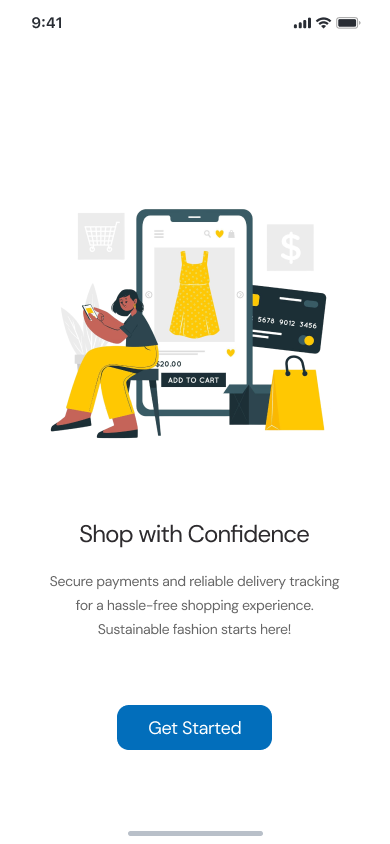 9:41
$
$20.00
ADD TO CART
5678 9012 3456
Shop with Confidence
Secure payments and reliable delivery tracking
for a hassle-free shopping experience.
Sustainable fashion starts here!
Get Started